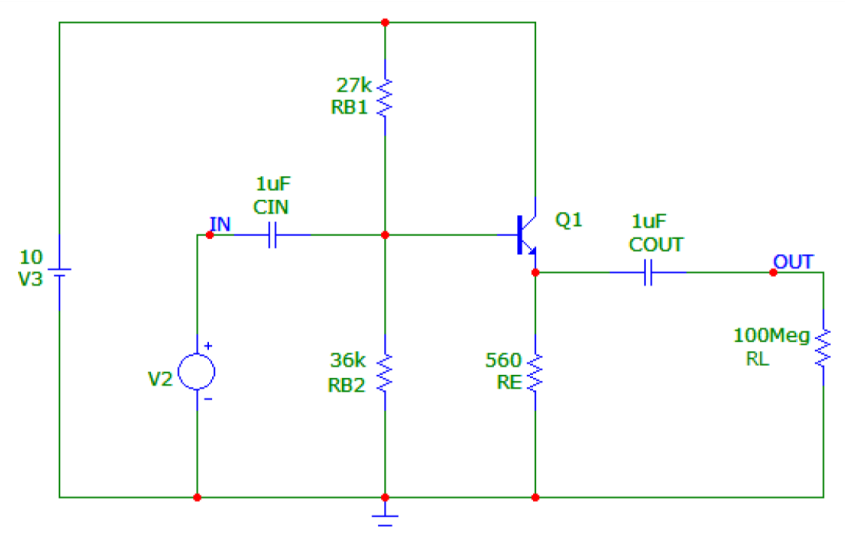 27k
RB1
1uF
CIN
IN
Q1
1uF
COUT
OUT
10
V3
V2
+
-
36k
RB2
560
RE
100Meg
RL